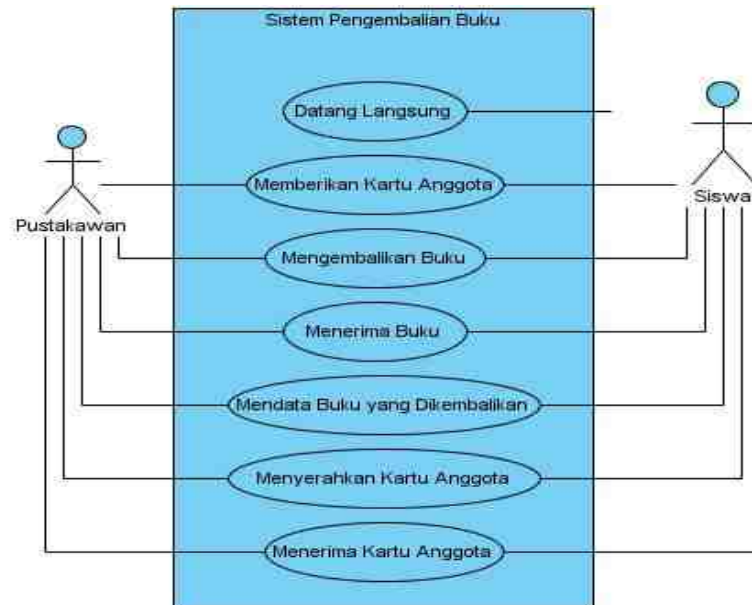 Sistem Pengembalian Buku
Datang Langsung
Memberikan Kartu Anggota
Siswa
Pustakawan
Mengembalikan Buku
Menerima Buku
Mendata Buku yang Dikembalikan
Menyerahkan Kartu Anggota
Menerima Kartu Anggota